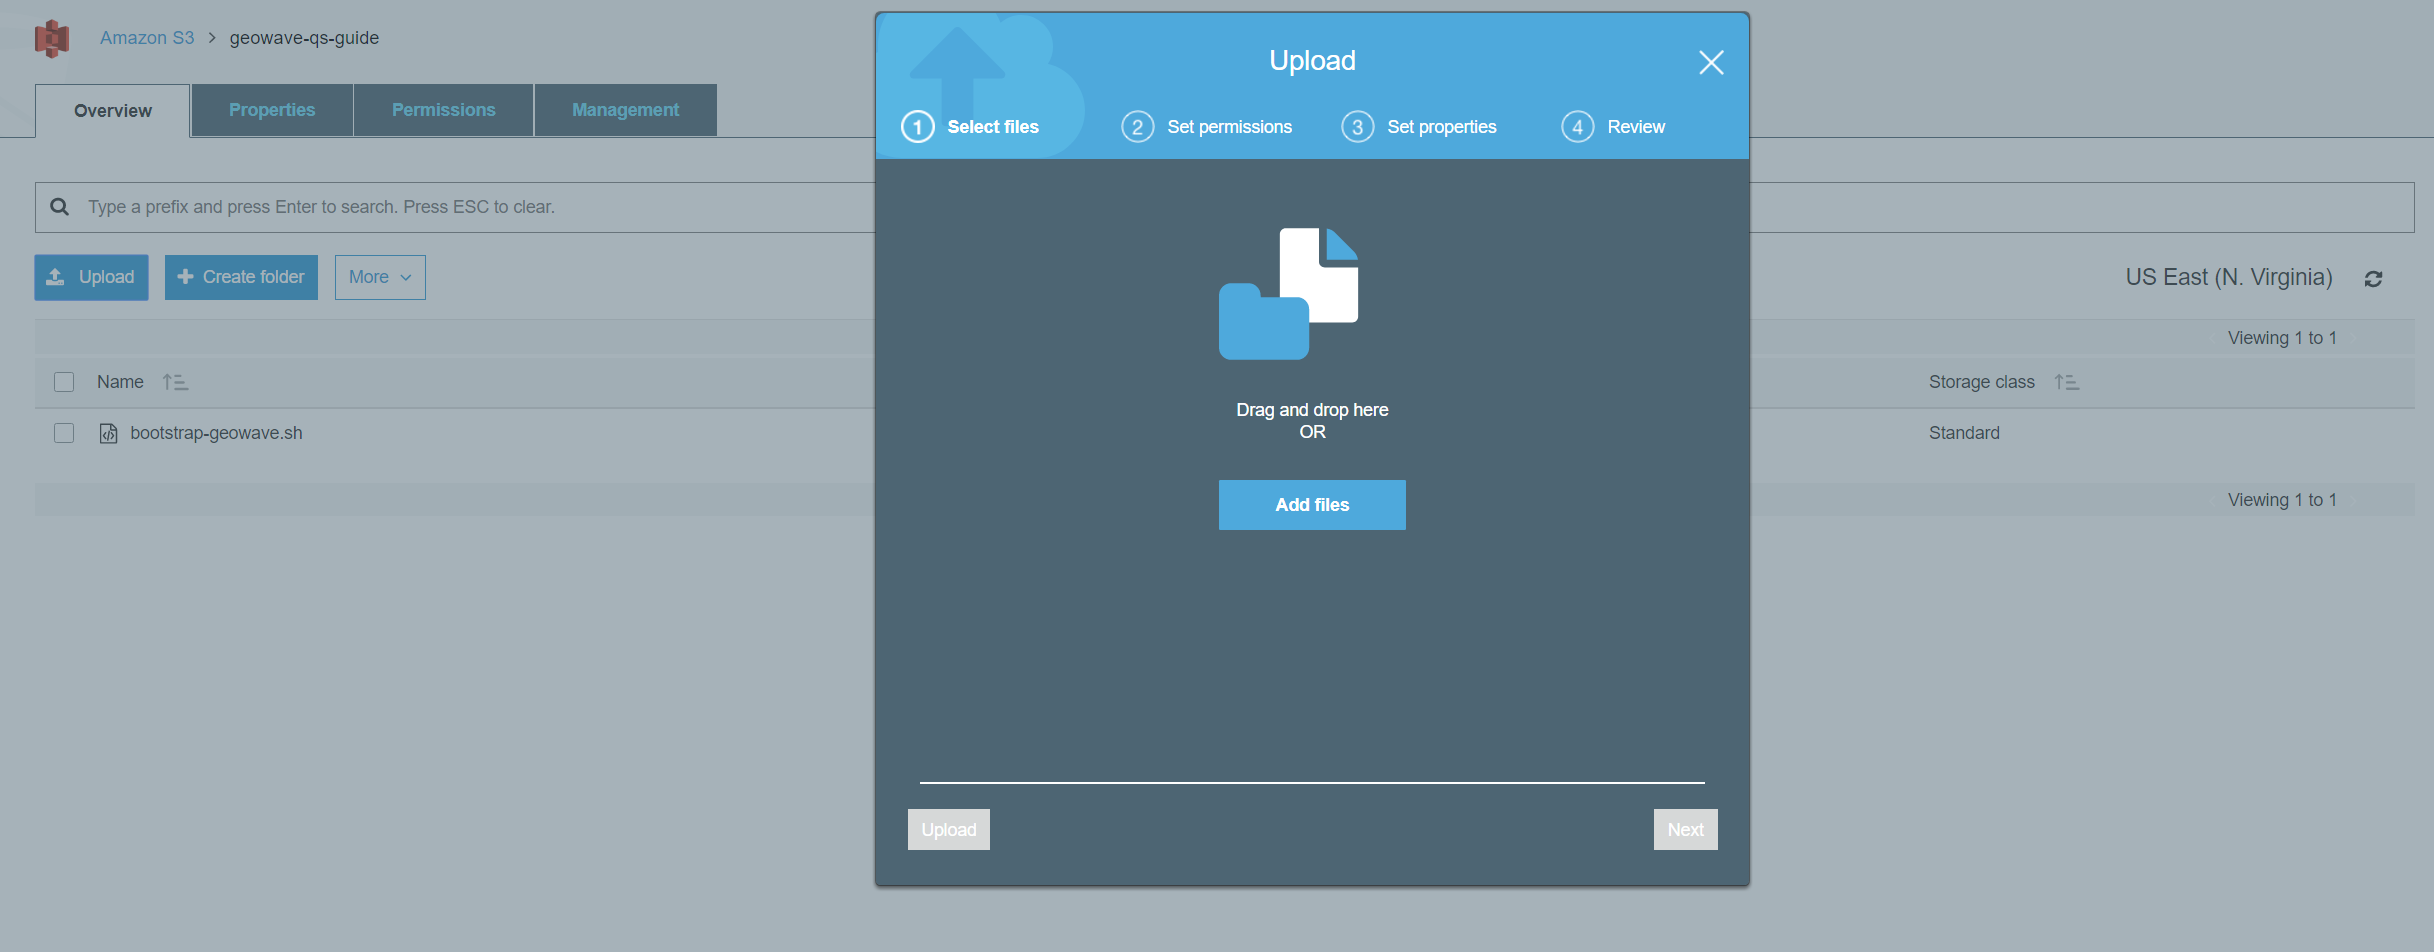 Amazon S3 > geowave-qs-guide
Overview Properties Permissions Management
Type a prefix and press Enter to search. Press ESC to clear.
Upload Create folder More
US East (N. Virginia)
Viewing 1 to 1
Name Storage class
bootstrap-geowave.sh Standard
Viewing 1 to 1
Upload
1 Select files 2 Set permissions 3 Set properties 4 Review
Drag and drop here
OR
Add files
Upload Next